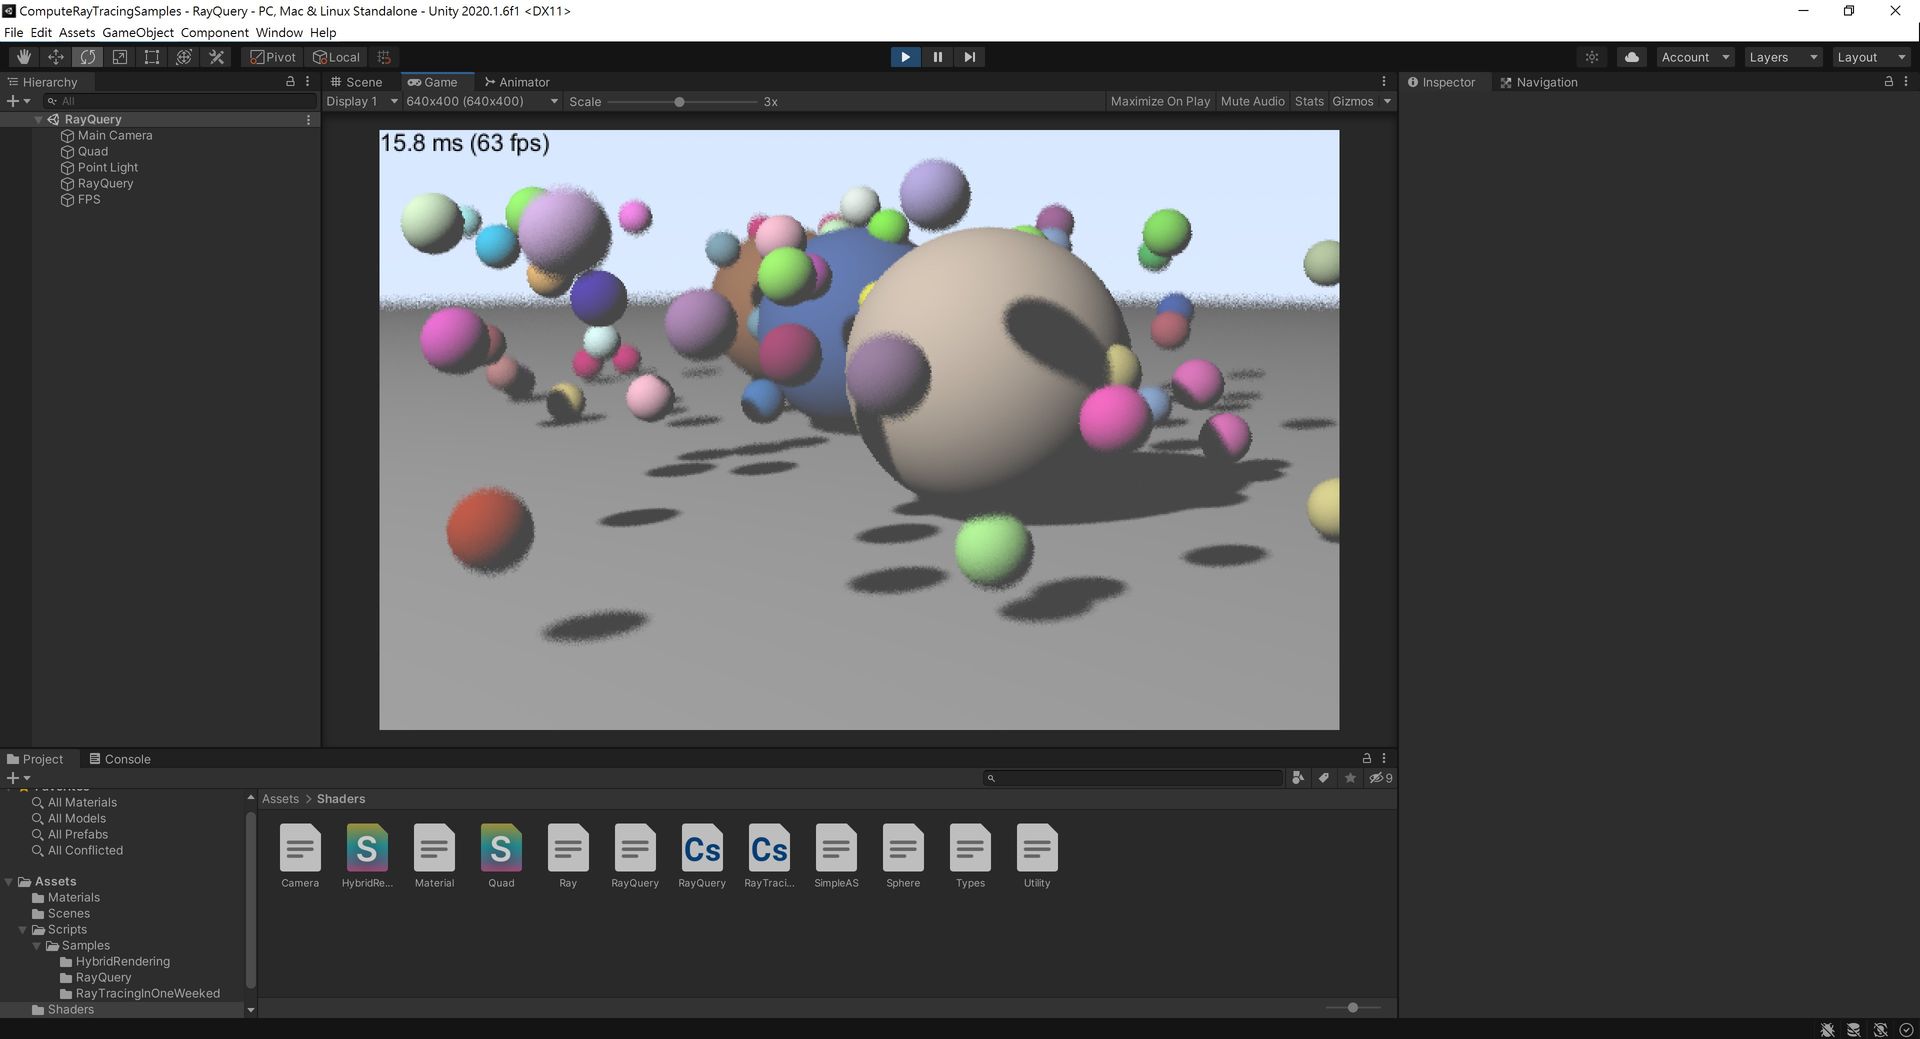 ComputeRayTracingSamples - RayQuery - PC, Mac & Linux Standalone - Unity 2020.1.6f1 <DX11>
File Edit Assets GameObject Component Window Help
Pivot Local Account Layers Layout
Hierarchy
All
RayQuery
Main Camera
Quad
Point Light
RayQuery
FPS
Scene Game Animator
Display 1 640x400 (640x400) Scale 3x Maximize On Play Mute Audio Stats Gizmos
15.8 ms (63 fps)
Inspector Navigation
Project Console
9
All Materials
All Models
All Prefabs
All Conflicted
Assets
Materials
Scenes
Scripts
Samples
HybridRendering
RayQuery
RayTracingInOneWeeked
Shaders
Assets > Shaders
S S Cs Cs
Camera HybridRe... Material Quad Ray RayQuery RayQuery RayTraci... SimpleAS Sphere Types Utility